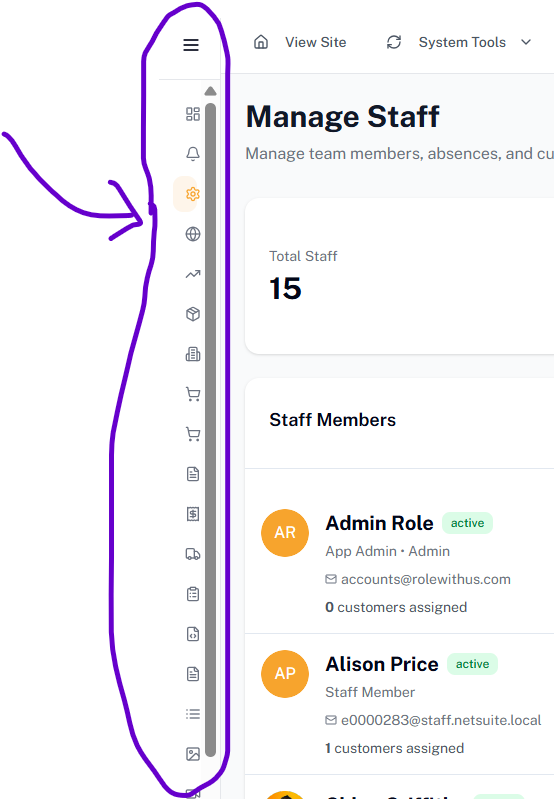 View Site System Tools
Manage Staff
Manage team members, absences, and cu
Total Staff
15
Staff Members
AR
Admin Role active
App Admin • Admin
accounts@rolewithus.com
0 customers assigned
AP
Alison Price active
Staff Member
e0000283@staff.netsuite.local
1 customers assigned